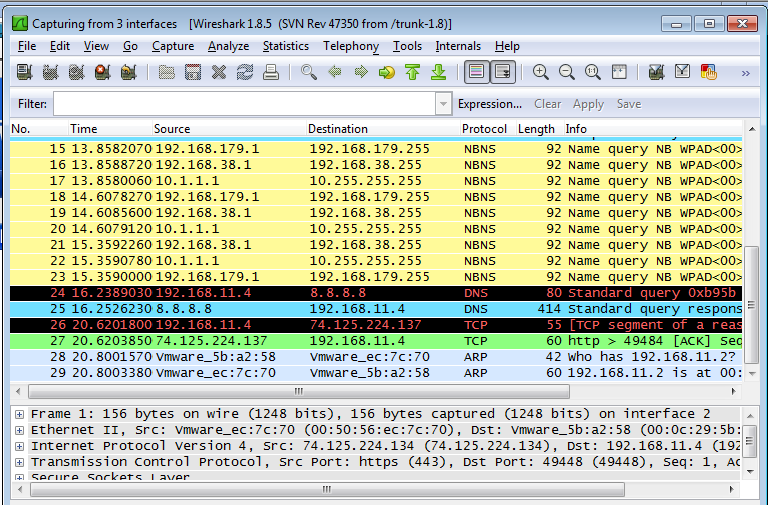 Capturing from 3 interfaces [Wireshark 1.8.5 (SVN Rev 47350 from /trunk-1.8)]
File Edit View Go Capture Analyze Statistics Telephony Tools Internals Help
Filter: Expression... Clear Apply Save
No. Time Source Destination Protocol Length Info
15 13.8582070 192.168.179.1 192.168.179.255 NBNS 92 Name query NB WPAD<00>
16 13.8588720 192.168.38.1 192.168.38.255 NBNS 92 Name query NB WPAD<00>
17 13.8580060 10.1.1.1 10.255.255.255 NBNS 92 Name query NB WPAD<00>
18 14.6078270 192.168.179.1 192.168.179.255 NBNS 92 Name query NB WPAD<00>
19 14.6085600 192.168.38.1 192.168.38.255 NBNS 92 Name query NB WPAD<00>
20 14.6079120 10.1.1.1 10.255.255.255 NBNS 92 Name query NB WPAD<00>
21 15.3592260 192.168.38.1 192.168.38.255 NBNS 92 Name query NB WPAD<00>
22 15.3590780 10.1.1.1 10.255.255.255 NBNS 92 Name query NB WPAD<00>
23 15.3590000 192.168.179.1 192.168.179.255 NBNS 92 Name query NB WPAD<00>
24 16.2389030 192.168.11.4 8.8.8.8 DNS 80 Standard query 0xb95b
25 16.2526230 8.8.8.8 192.168.11.4 DNS 414 Standard query respons
26 20.6201800 192.168.11.4 74.125.224.137 TCP 55 [TCP segment of a reas
27 20.6203850 74.125.224.137 192.168.11.4 TCP 60 http > 49484 [ACK] Seq
28 20.8001570 Vmware_5b:a2:58 Vmware_ec:7c:70 ARP 42 Who has 192.168.11.2?
29 20.8003380 Vmware_ec:7c:70 Vmware_5b:a2:58 ARP 60 192.168.11.2 is at 00:
Frame 1: 156 bytes on wire (1248 bits), 156 bytes captured (1248 bits) on interface 2
Ethernet II, Src: Vmware_ec:7c:70 (00:50:56:ec:7c:70), Dst: Vmware_5b:a2:58 (00:0c:29:5b:
Internet Protocol Version 4, Src: 74.125.224.134 (74.125.224.134), Dst: 192.168.11.4 (192
Transmission Control Protocol, Src Port: https (443), Dst Port: 49448 (49448), Seq: 1, Ac
Secure Sockets Layer